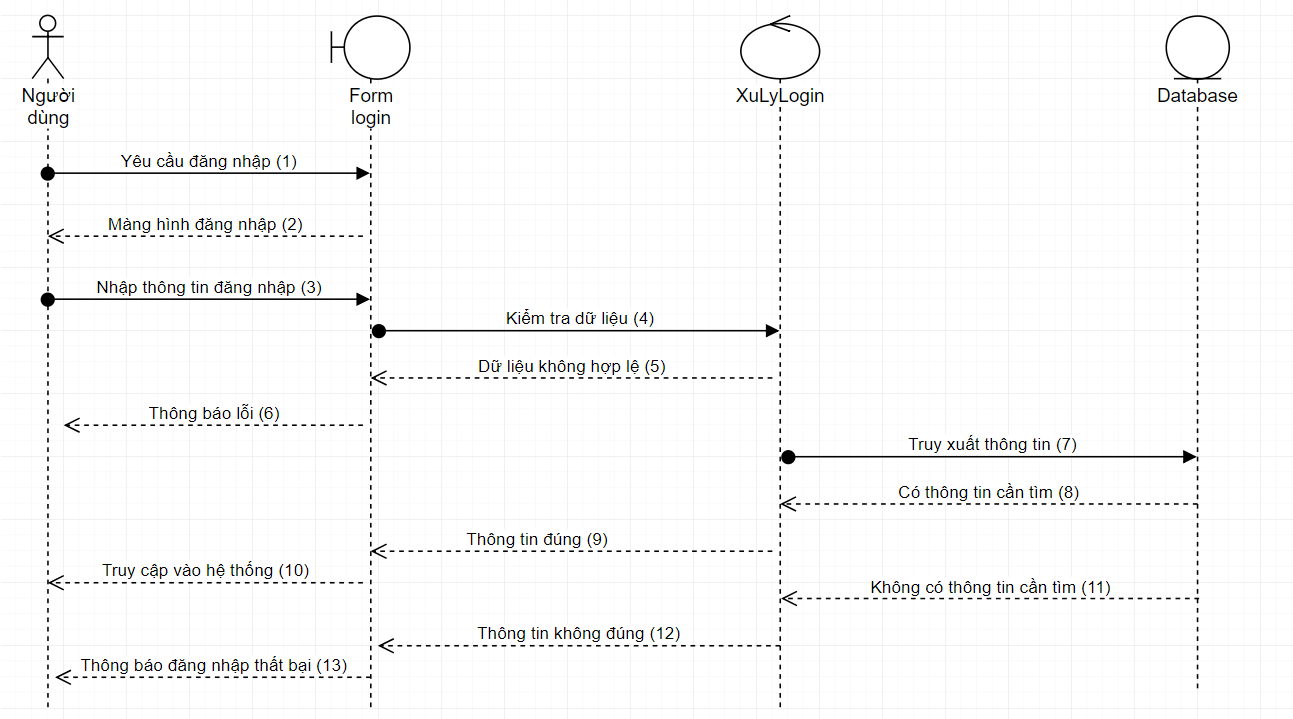 Người
dùng
Form
login
XuLyLogin
Database
Yêu cầu đăng nhập (1)
Màng hình đăng nhập (2)
Nhập thông tin đăng nhập (3)
Kiểm tra dữ liệu (4)
Dữ liệu không hợp lệ (5)
Thông báo lỗi (6)
Truy xuất thông tin (7)
Có thông tin cần tìm (8)
Thông tin đúng (9)
Truy cập vào hệ thống (10)
Không có thông tin cần tìm (11)
Thông tin không đúng (12)
Thông báo đăng nhập thất bại (13)